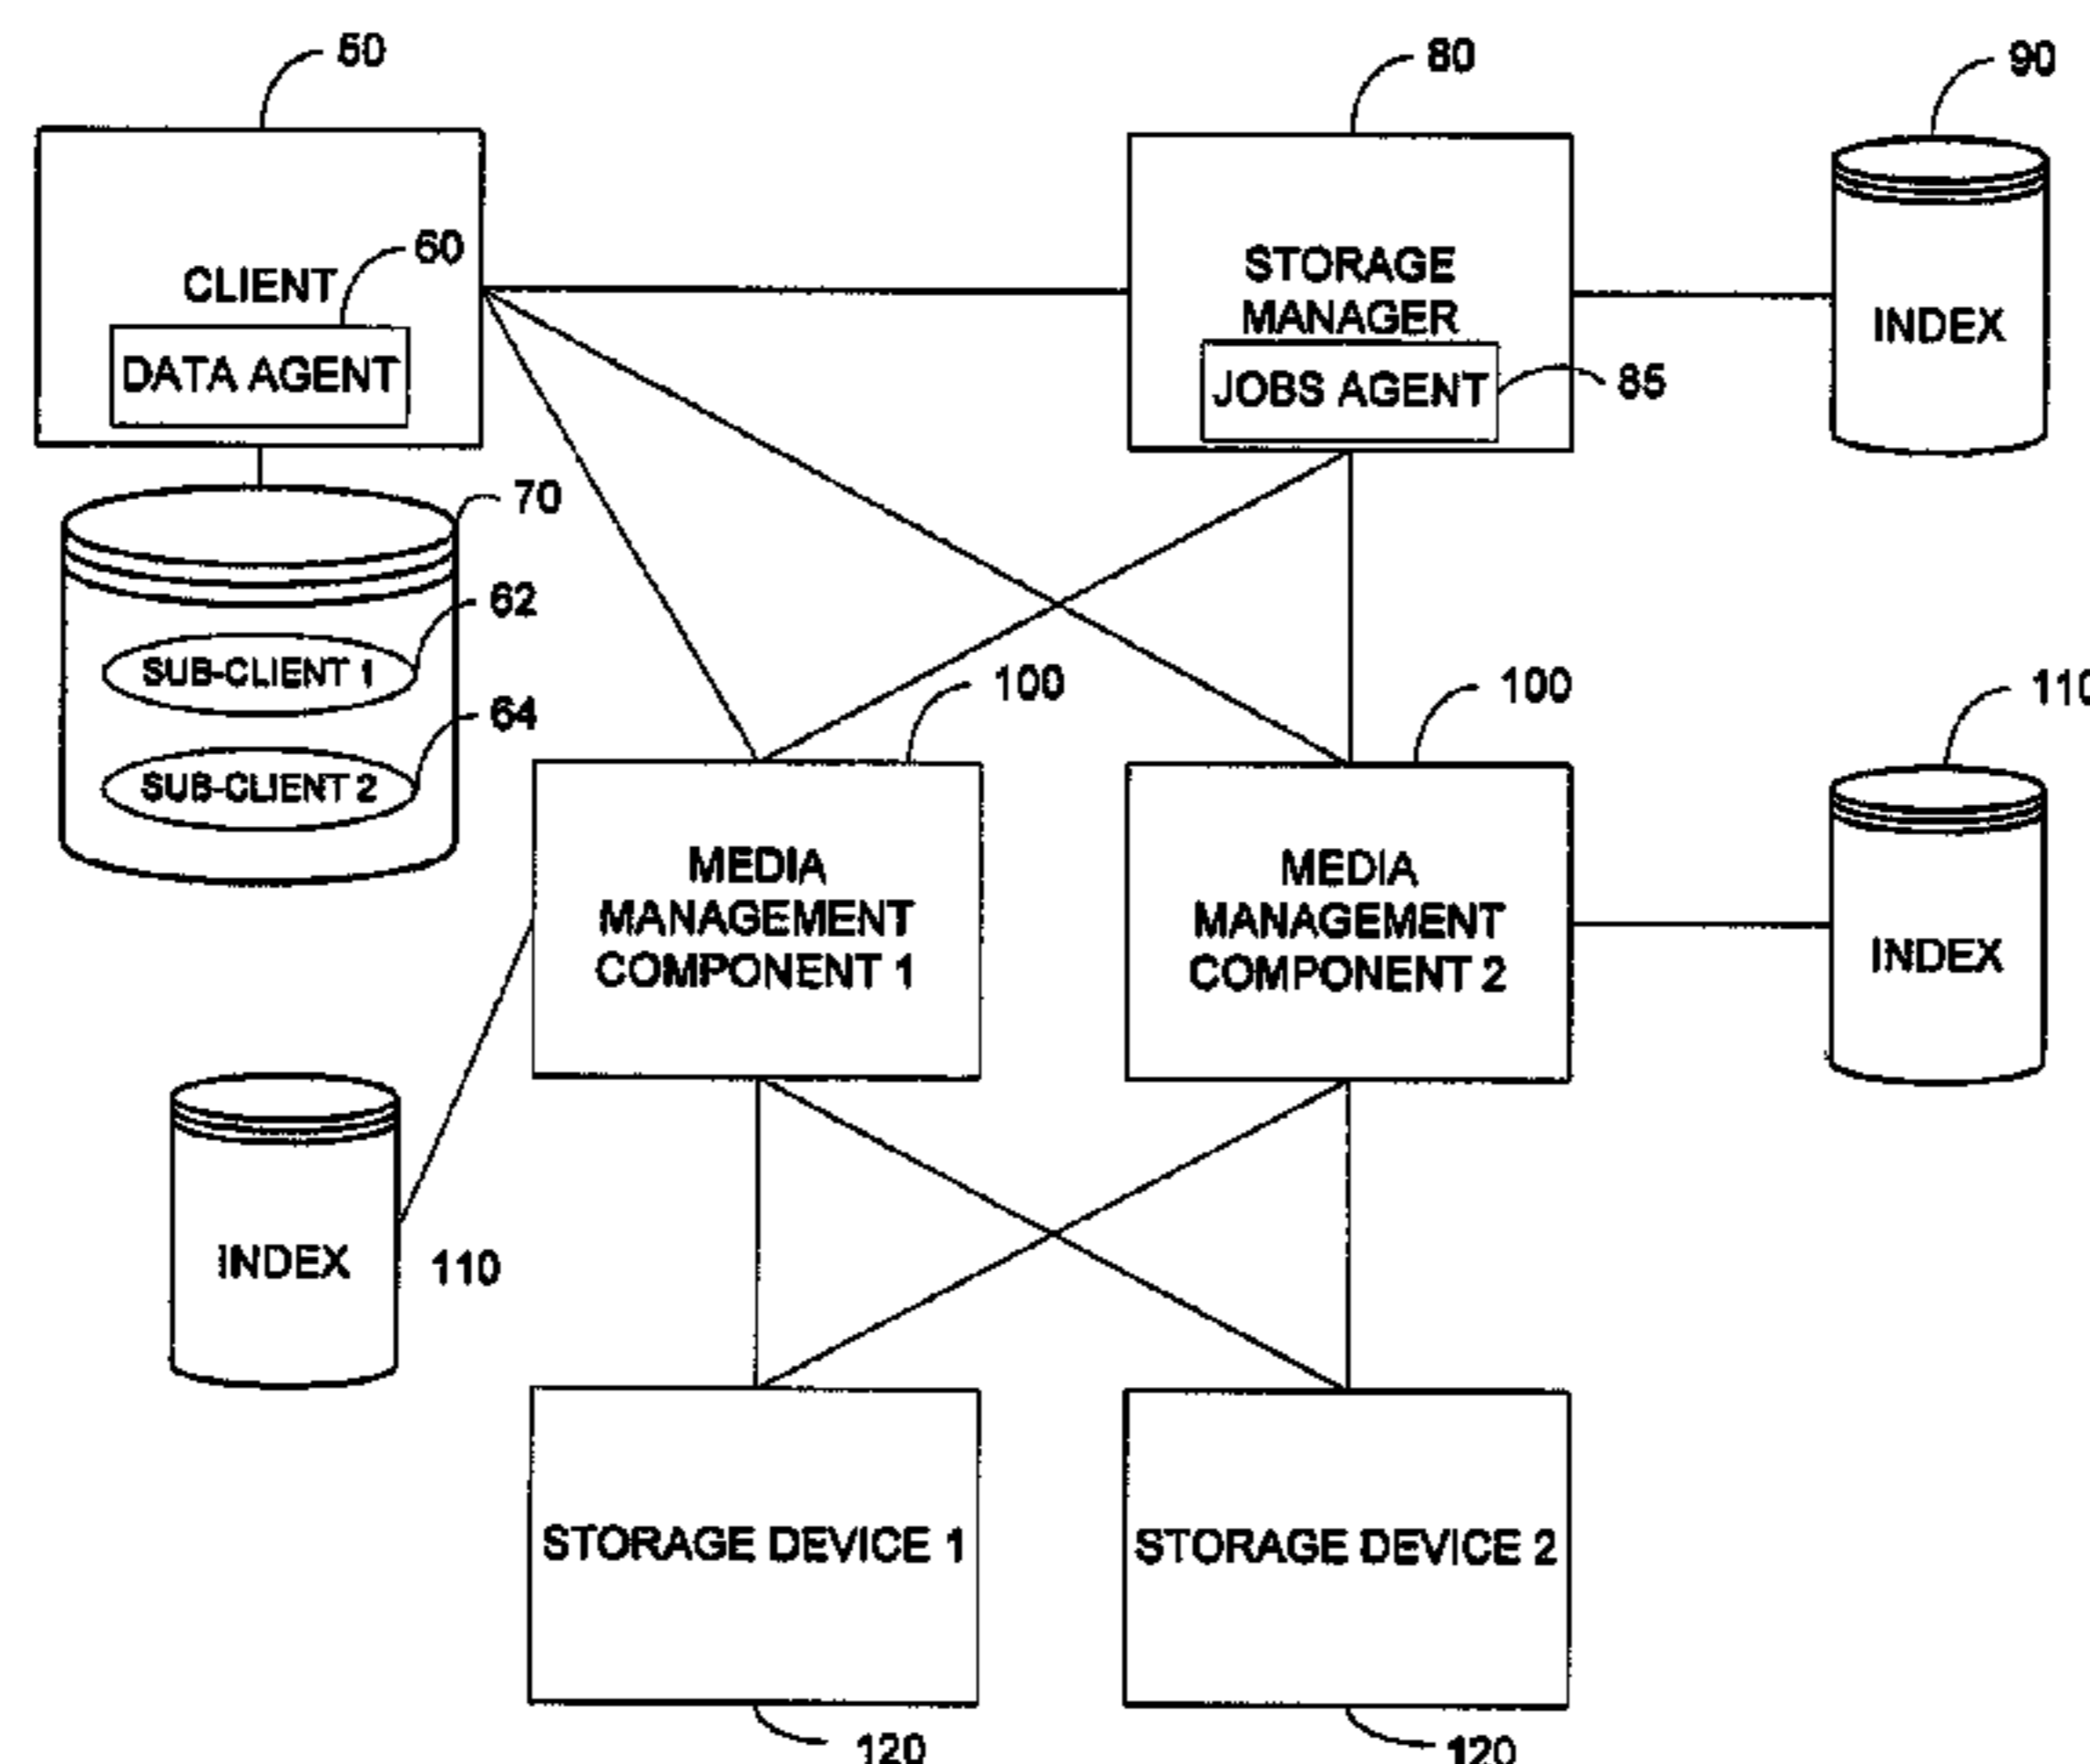 50
80
90
60
CLIENT
DATA AGENT
STORAGE
MANAGER
JOBS AGENT
85
INDEX
70
62
SUB-CLIENT 1
64
SUB-CLIENT 2
100
100
110
MEDIA
MANAGEMENT
COMPONENT 1
MEDIA
MANAGEMENT
COMPONENT 2
INDEX
INDEX
110
STORAGE DEVICE 1
STORAGE DEVICE 2
120
120